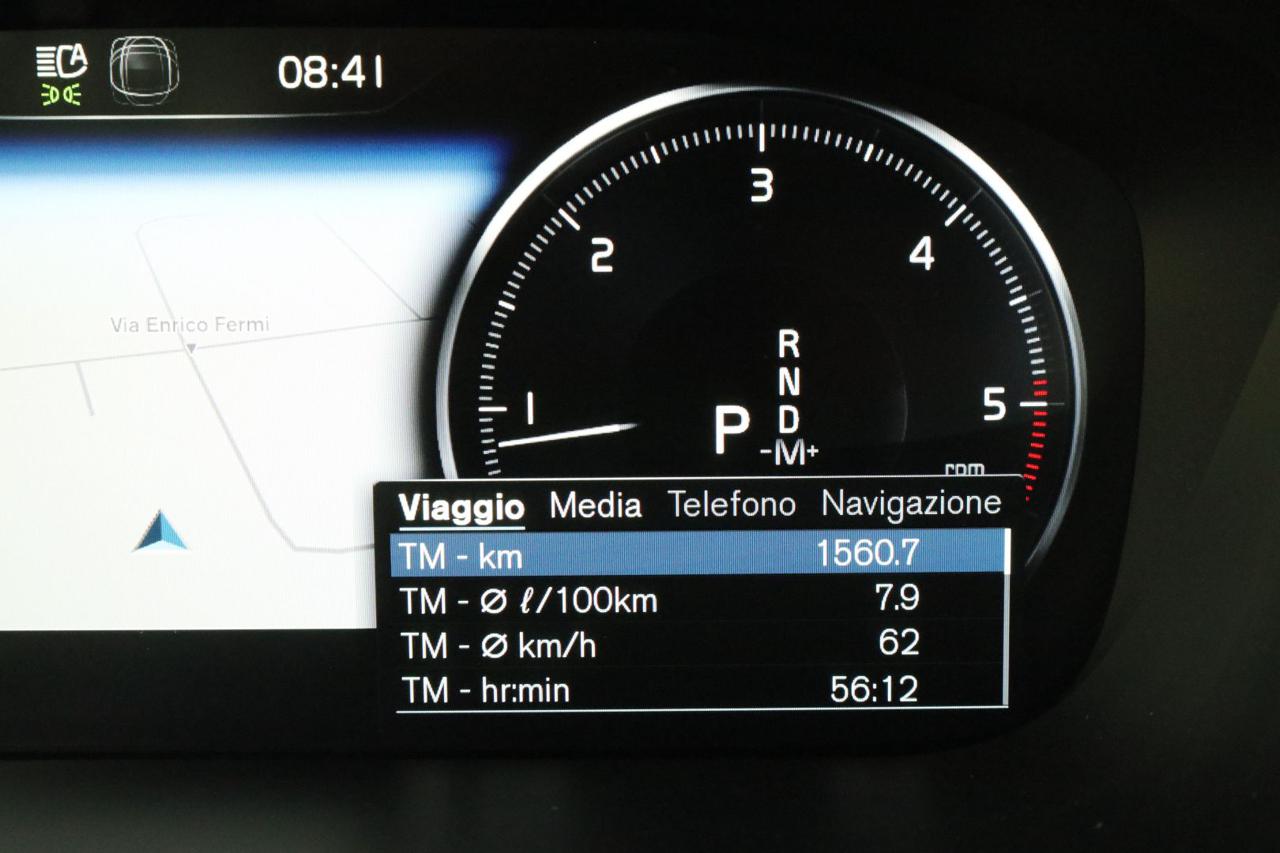 A
08:41
Via Enrico Fermi
1
2
3
4
5
R
N
D
P
-M+
rpm
Viaggio Media Telefono Navigazione
TM - km 1560.7
TM - ∅ ℓ/100km 7.9
TM - ∅ km/h 62
TM - hr:min 56:12